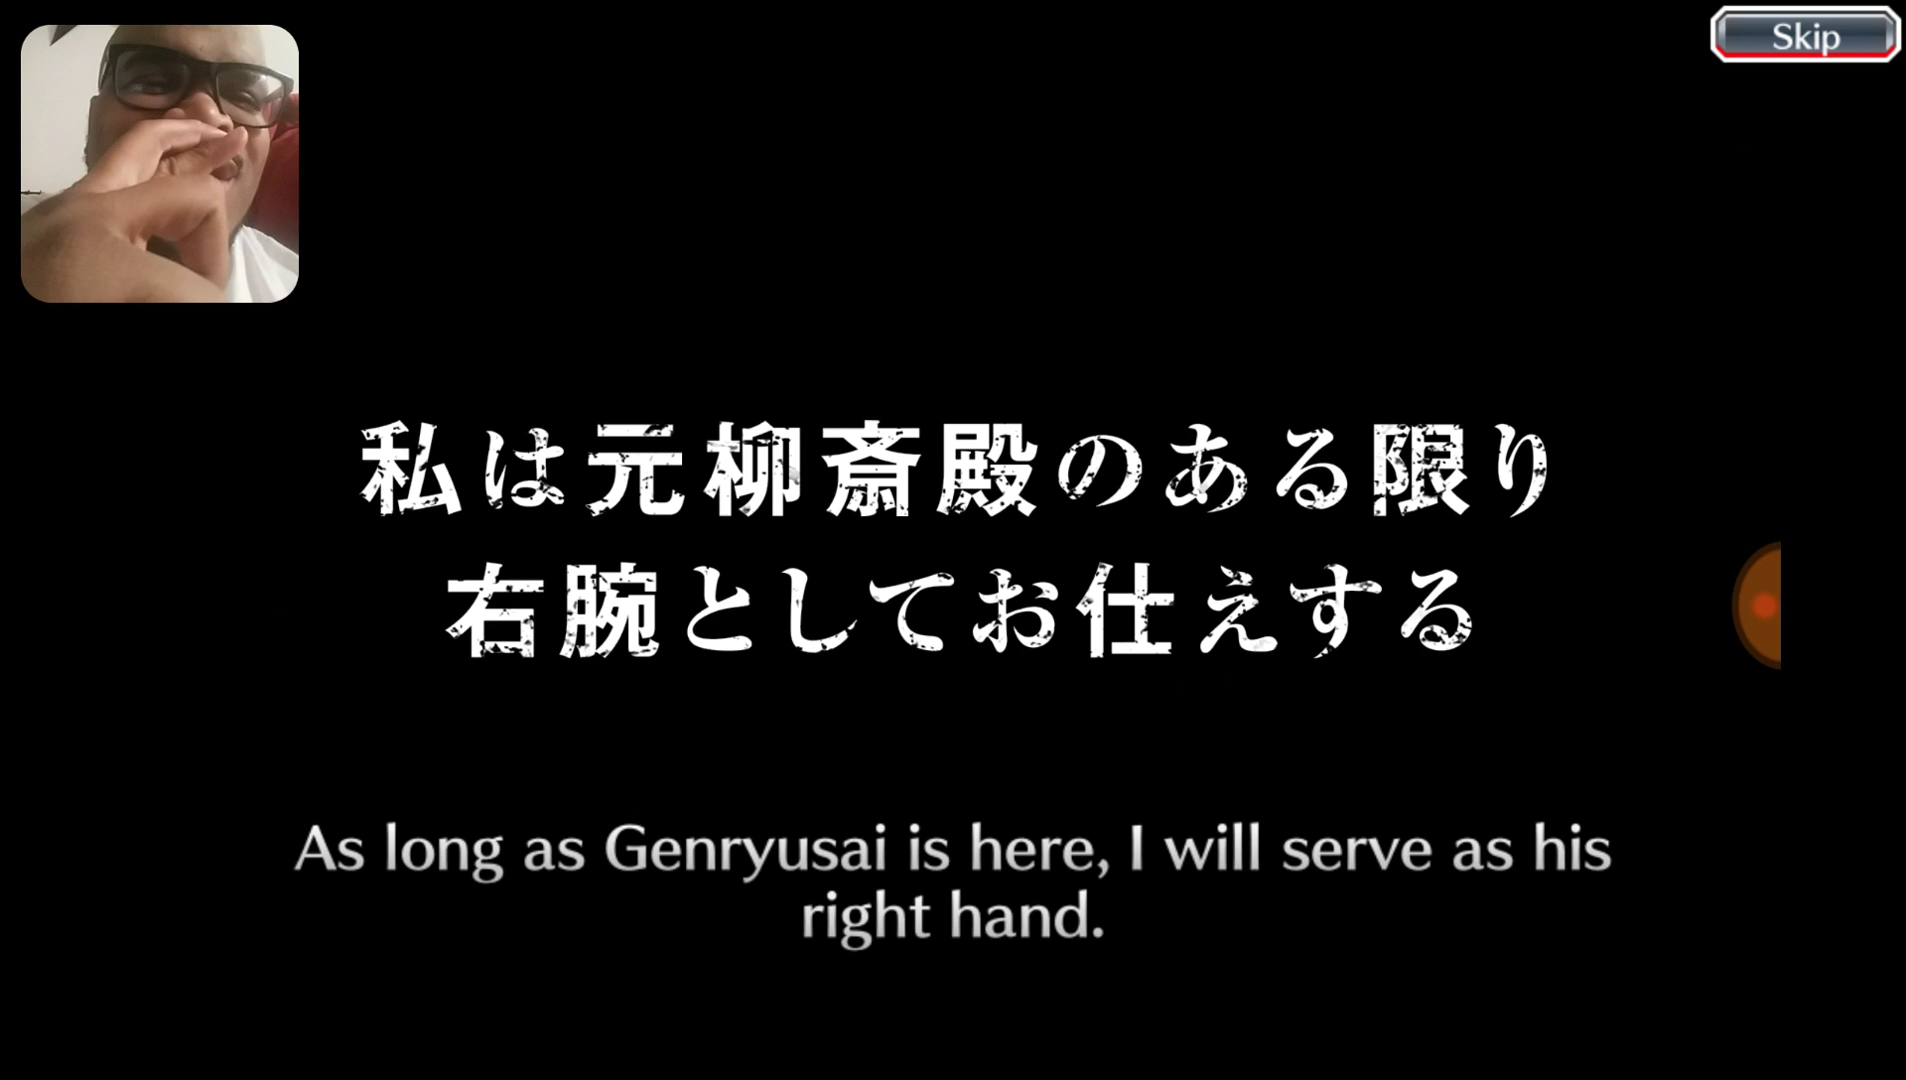 Skip
私は元柳斎殿のある限り
右腕としてお仕えする
As long as Genryusai is here, I will serve as his
right hand.